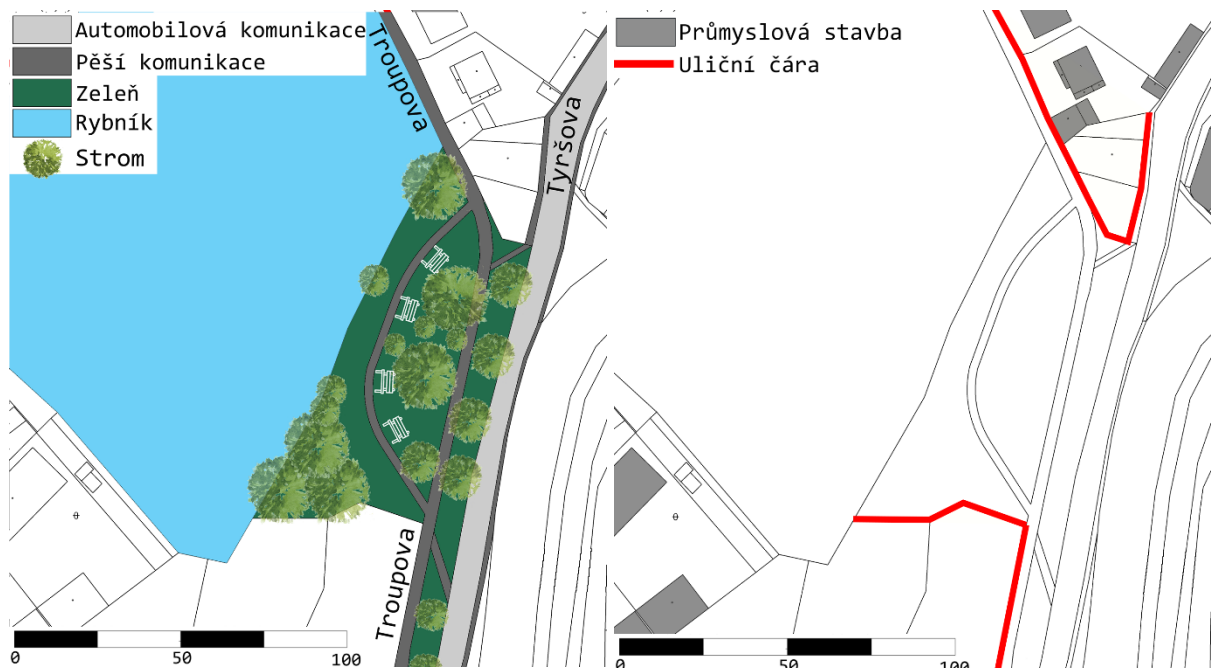 Automobilová komunikace
Pěší komunikace
Zeleň
Rybník
Strom
Troupova
Tyršova
Troupova
0 50 100
Průmyslová stavba
Uliční čára
0 50 100